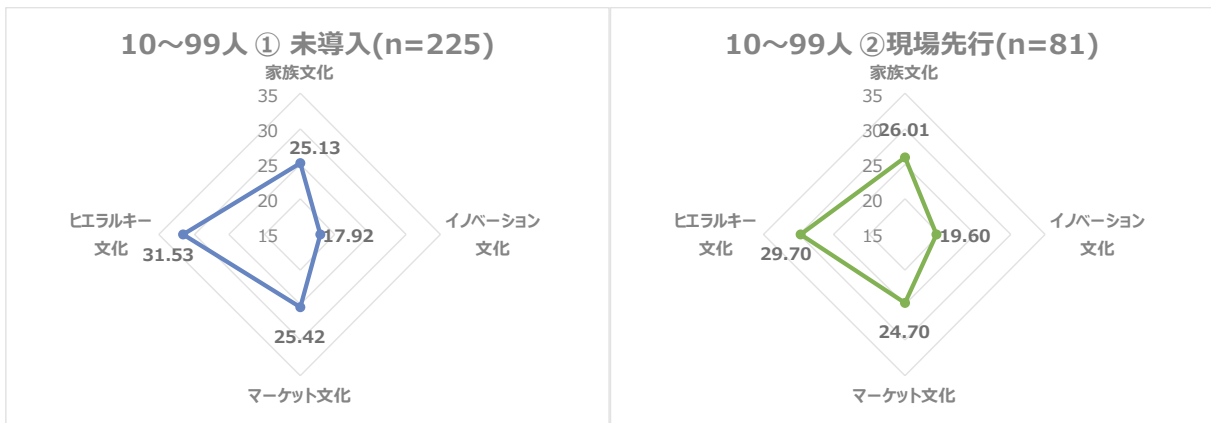 10～99人 ① 未導入(n=225)
家族文化
35
30
25
20
15
25.13
17.92
31.53
25.42
ヒエラルキー
文化
イノベーション
文化
マーケット文化
10～99人 ②現場先行(n=81)
家族文化
35
30
25
20
15
26.01
19.60
29.70
24.70
ヒエラルキー
文化
イノベーション
文化
マーケット文化